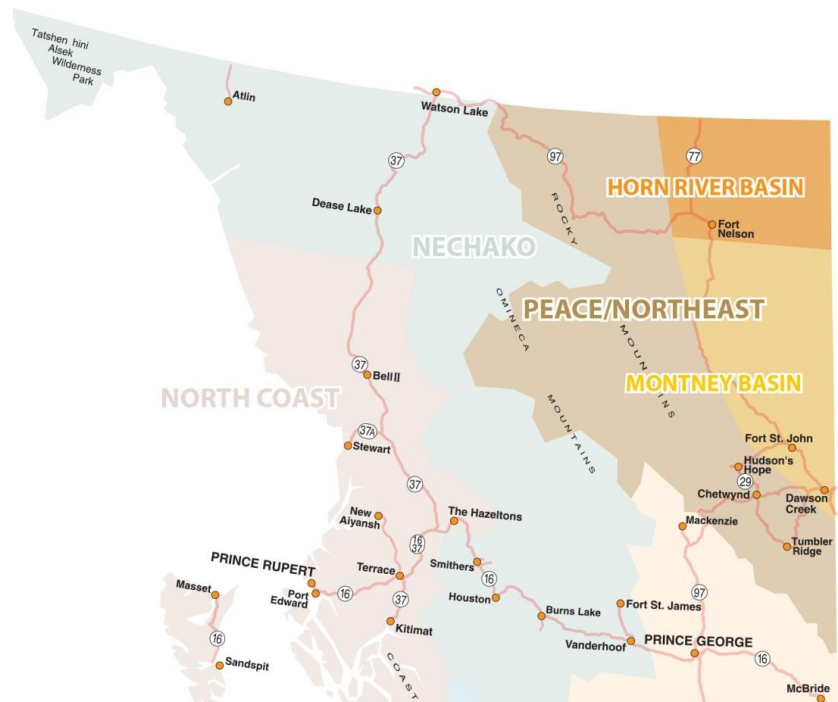 Tatshen hini
Alsek
Wilderness
Park
Atlin
Watson Lake
37
97
77
HORN RIVER BASIN
ROCKY
Dease Lake
Fort
Nelson
NECHAKO
OMINECA
PEACE/NORTHEAST
MOUNTAINS
37
Bell II
MONTNEY BASIN
NORTH COAST
MOUNTAINS
37A
Stewart
Fort St. John
Hudson's
Hope
29
37
Chetwynd
Dawson
Creek
New
Aiyansh
The Hazeltons
Mackenzie
16
37
Tumbler
Ridge
PRINCE RUPERT
Terrace
Smithers
Masset
Port
Edward
16
37
16
Houston
97
Fort St. James
Burns Lake
Kitimat
16
Vanderhoof
PRINCE GEORGE
16
Sandspit
COAST
McBride